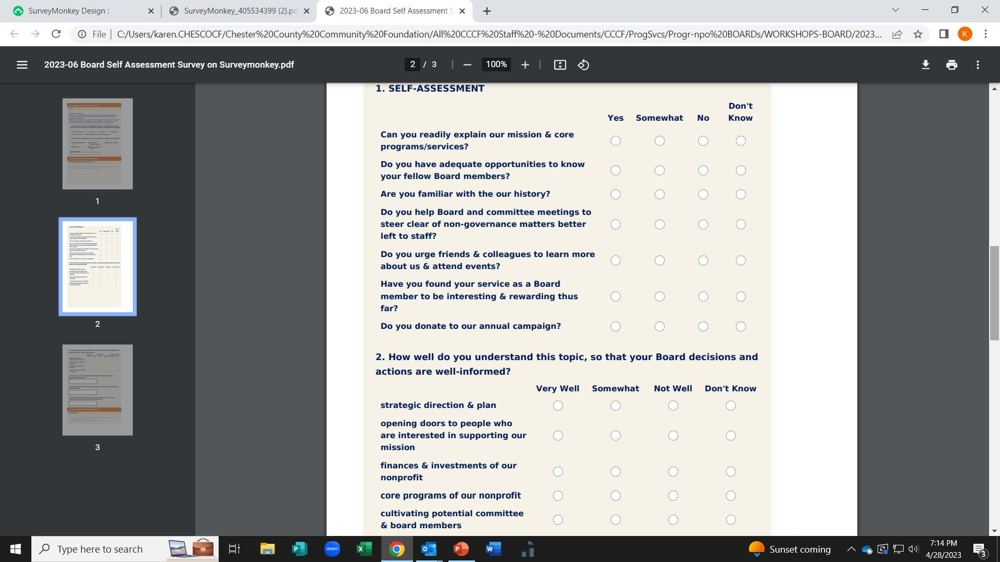 SurveyMonkey Design :
SurveyMonkey_405534399 (2).pd
2023-06 Board Self Assessment S
File
C:/Users/karen.CHESCOCF/Chester%20County%20Community%20Foundation/All%20CCCF%20Staff%20-%20Documents/CCCF/ProgSvcs/Progr-npo%20BOARDs/WORKSHOPS-BOARD/2023...
K
2023-06 Board Self Assessment Survey on Surveymonkey.pdf
2 / 3
100%
1
2
3
1. SELF-ASSESSMENT
Yes Somewhat No Don't Know
Can you readily explain our mission & core
programs/services?
Do you have adequate opportunities to know
your fellow Board members?
Are you familiar with the our history?
Do you help Board and committee meetings to
steer clear of non-governance matters better
left to staff?
Do you urge friends & colleagues to learn more
about us & attend events?
Have you found your service as a Board
member to be interesting & rewarding thus
far?
Do you donate to our annual campaign?
2. How well do you understand this topic, so that your Board decisions and
actions are well-informed?
Very Well Somewhat Not Well Don't Know
strategic direction & plan
opening doors to people who
are interested in supporting our
mission
finances & investments of our
nonprofit
core programs of our nonprofit
cultivating potential committee
& board members
Type here to search
zoom
Sunset coming
7:14 PM
4/28/2023
3